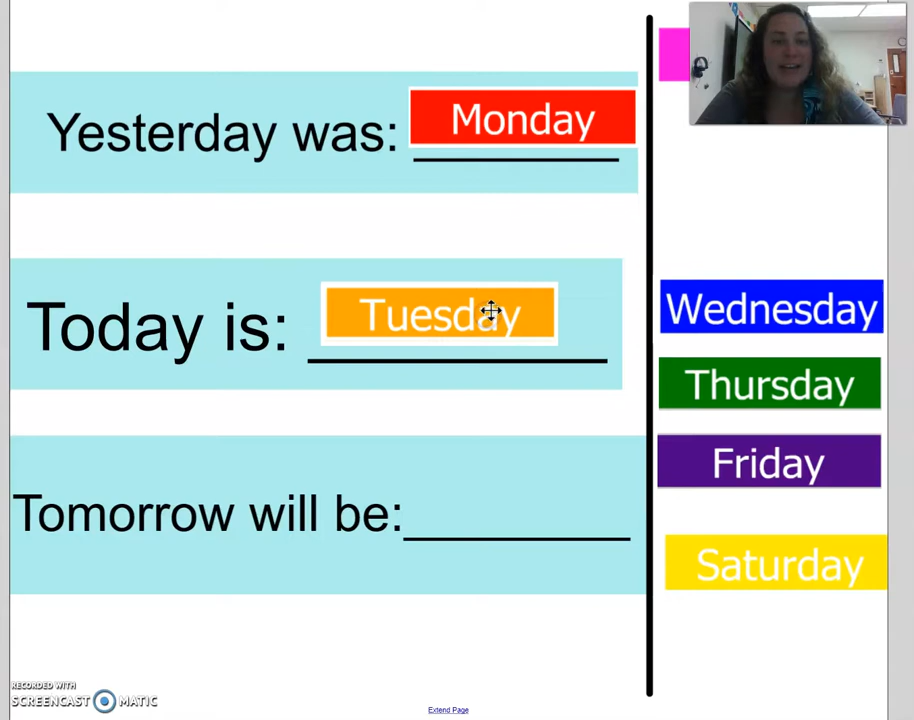 Yesterday was: Monday
Today is: Tuesday
Tomorrow will be:
Wednesday
Thursday
Friday
Saturday
RECORDED WITH
SCREENCAST MATIC
Extend Page